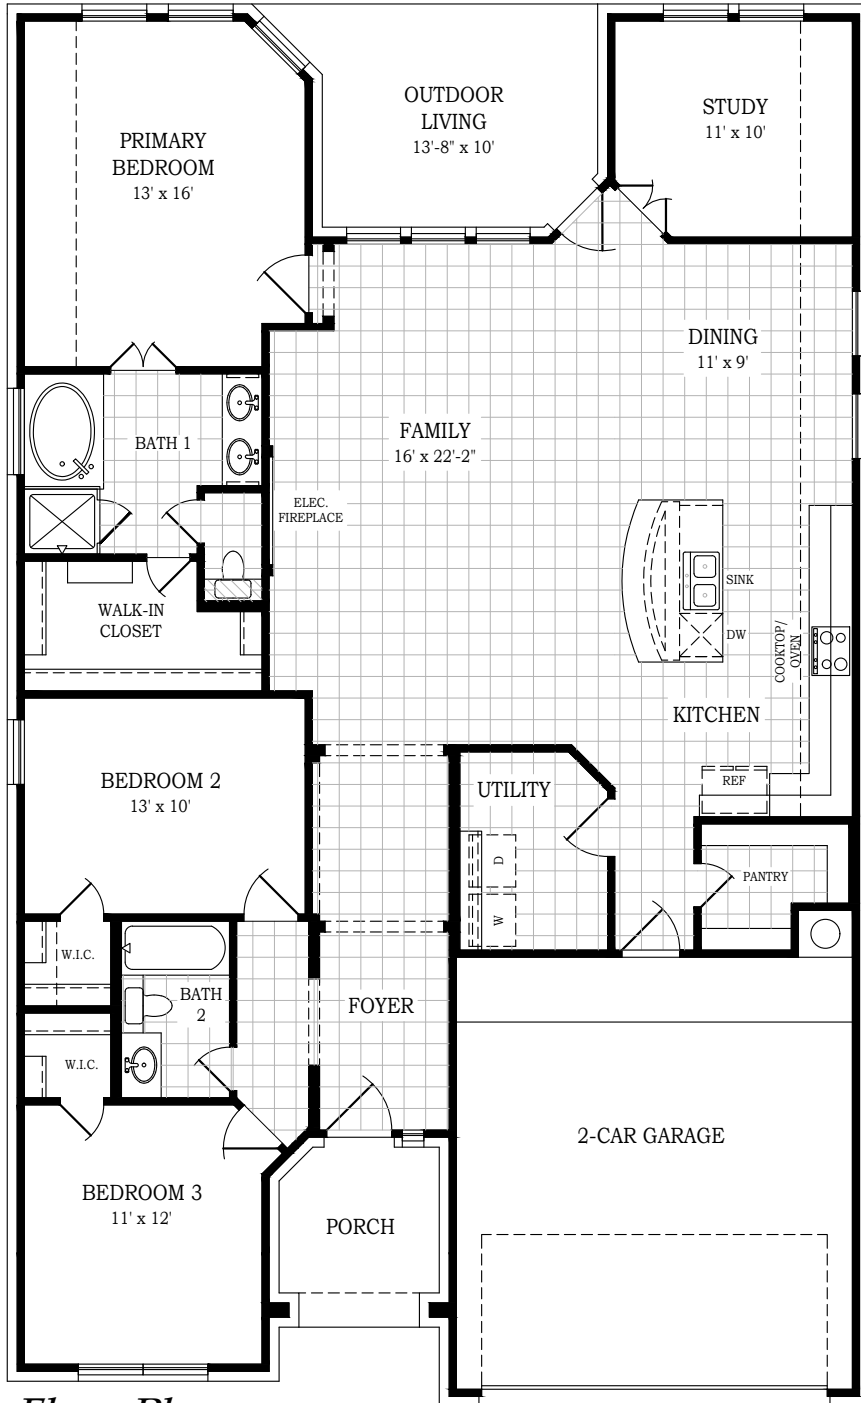 OUTDOOR
LIVING
13'-8" x 10'
STUDY
11' x 10'
PRIMARY
BEDROOM
13' x 16'
DINING
11' x 9'
FAMILY
16' x 22'-2"
BATH 1
ELEC.
FIREPLACE
SINK
DW
COOKTOP/
OVEN
WALK-IN
CLOSET
KITCHEN
REF
BEDROOM 2
13' x 10'
UTILITY
D
W
PANTRY
W.I.C.
BATH
2
FOYER
W.I.C.
2-CAR GARAGE
BEDROOM 3
11' x 12'
PORCH